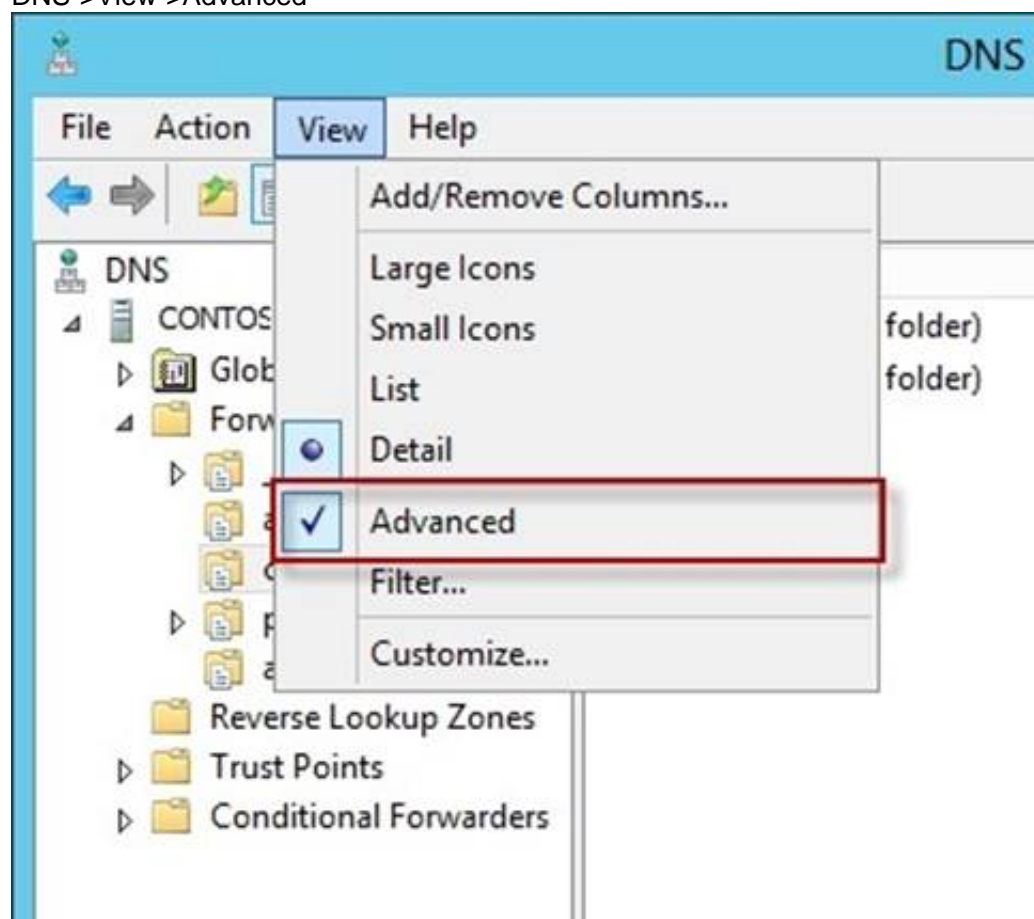 DNS->View->Advanced
DNS
File Action View Help
Add/Remove Columns...
DNS
Large Icons
CONTOS
Small Icons
folder)
Glob
List
folder)
Forw
Detail
Advanced
Filter...
Customize...
Reverse Lookup Zones
Trust Points
Conditional Forwarders